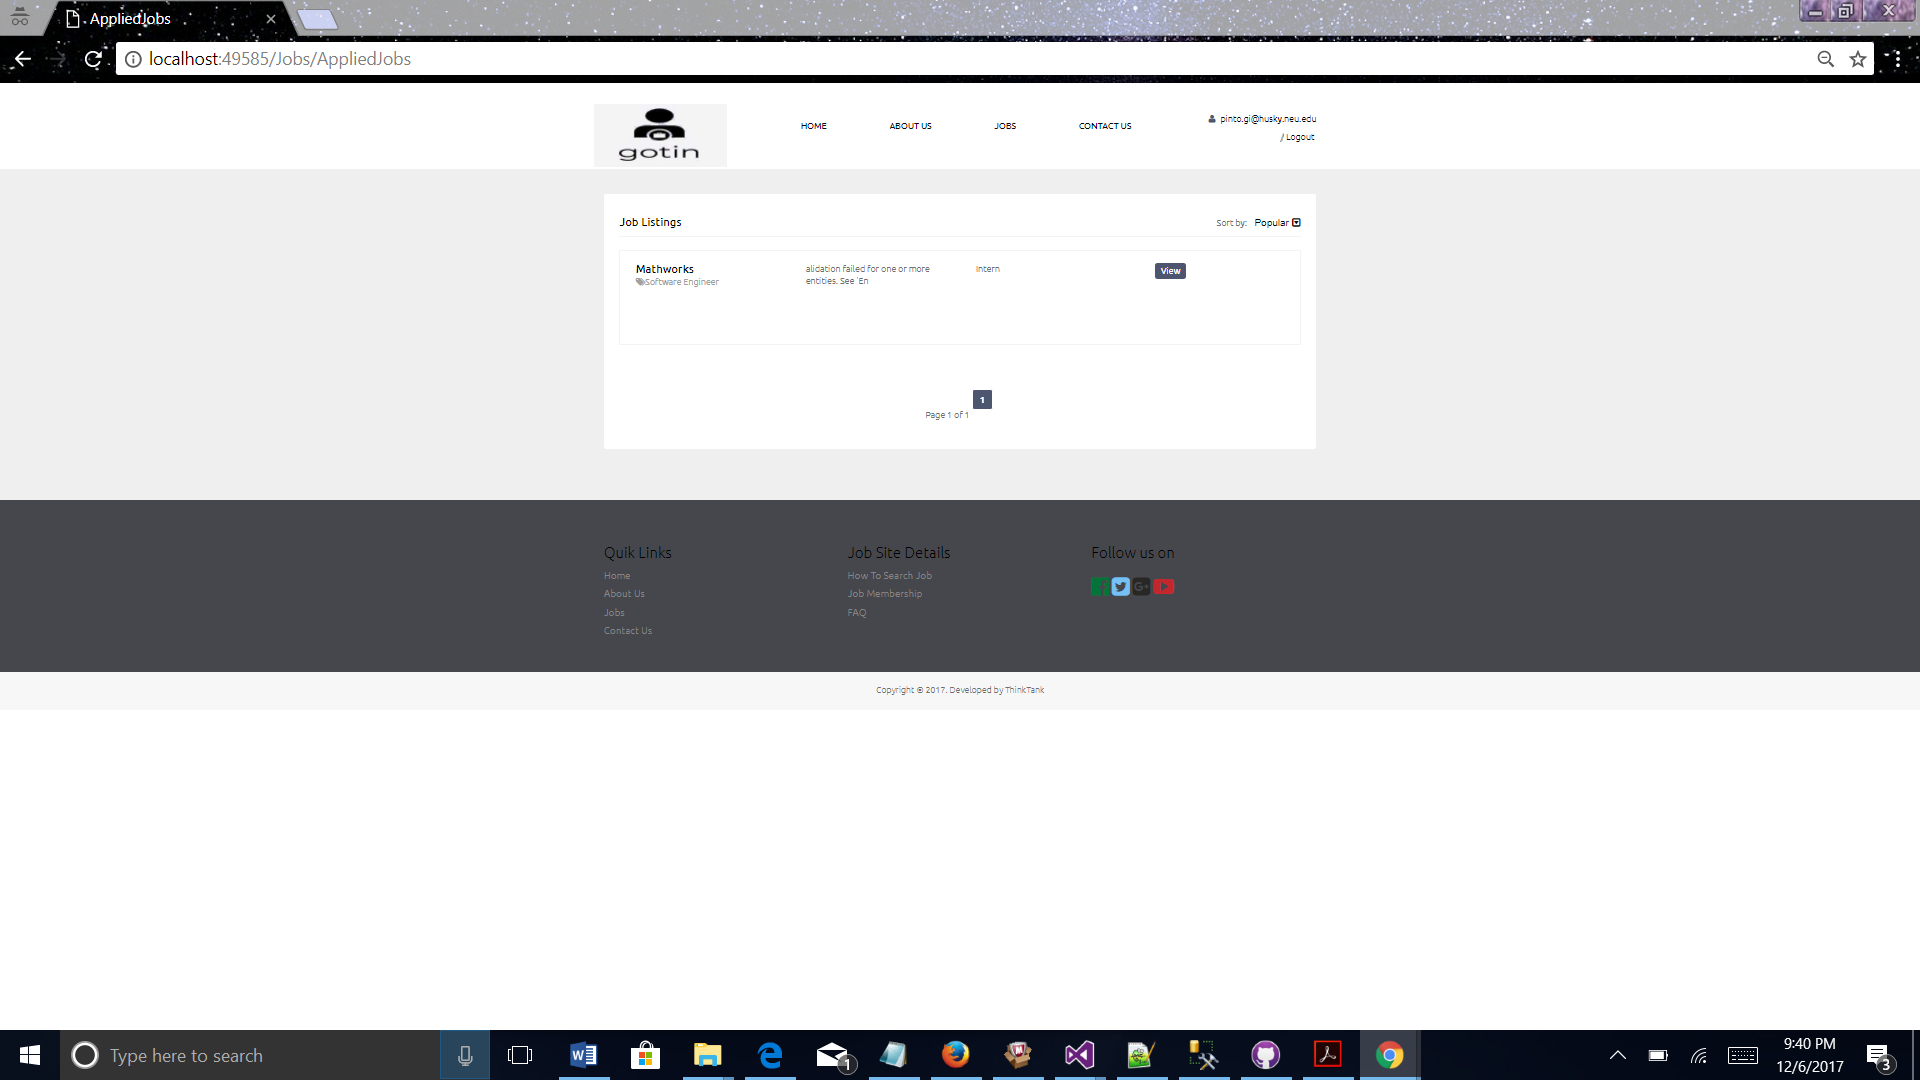 AppliedJobs
localhost:49585/Jobs/AppliedJobs
gotin
HOME
ABOUT US
JOBS
CONTACT US
pinto.gi@husky.neu.edu
/ Logout
Job Listings
Sort by: Popular
Mathworks
Software Engineer
alidation failed for one or more
entities. See 'En
Intern
View
1
Page 1 of 1
Quik Links
Home
About Us
Jobs
Contact Us
Job Site Details
How To Search Job
Job Membership
FAQ
Follow us on
Copyright © 2017. Developed by ThinkTank
Type here to search
1
9:40 PM
12/6/2017
3